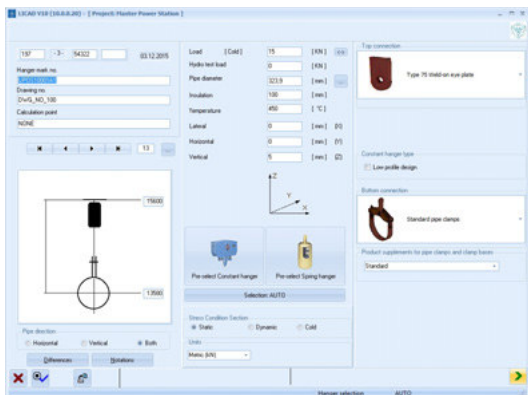 LICAD V10 (10.0.0.26) - [ Project: Master Power Station ]
197 - 3 - 54322 03.12.2015
Hanger mark no.
Drawing no.
DWG_NO_100
Calculation point
NONE
13 ...
15600
13500
Pipe direction
Horizontal Vertical Both
Differences Notations
Load [Cold] 15 [KN]
Hydro test load 0 [KN]
Pipe diameter 323,9 [mm] ...
Insulation 100 [mm]
Temperature 450 [°C]
Lateral 0 [mm] (X)
Horizontal 0 [mm] (Y)
Vertical 5 [mm] (Z)
Z
Y
X
Pre-select Constant hanger Pre-select Spring hanger
Selection: AUTO
Stress Condition Section
Static Dynamic Cold
Units
Metric (kN)
Top connection
Type 75 Weld-on eye plate
Constant hanger type
Low profile design
Bottom connection
Standard pipe clamps
Product supplements for pipe clamps and clamp bases
Standard
Hanger selection: AUTO